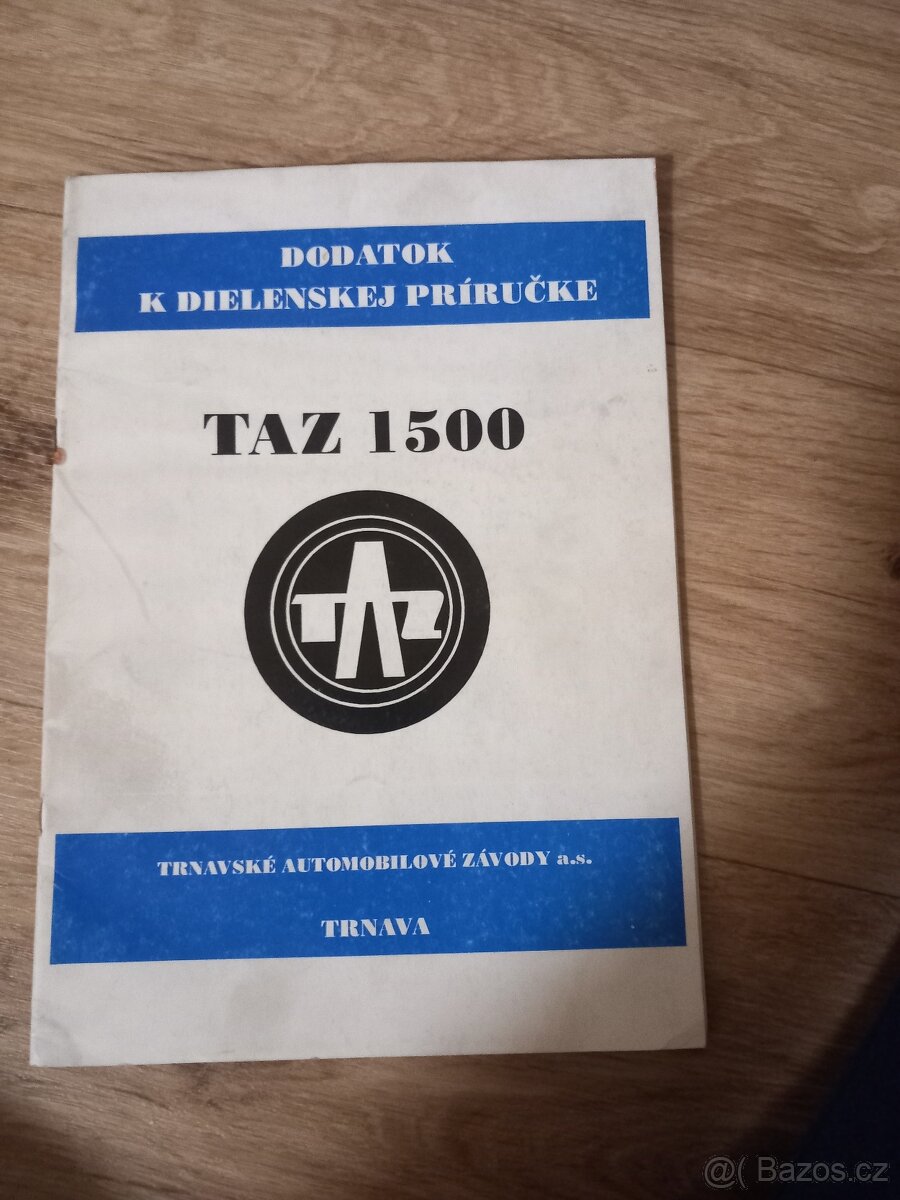 DODATOK
K DIELENSKEJ PRÍRUČKE
TAZ 1500
TAZ
TRNAVSKÉ AUTOMOBILOVÉ ZÁVODY a.s.
TRNAVA
@( Bazos.cz